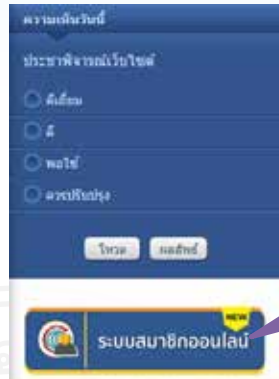 ความเห็นวันนี้
ประชาพิจารณ์เว็บไซต์
ดีเยี่ยม
ดี
พอใช้
ควรปรับปรุง
โหวต ผลลัพธ์
NEW
ระบบสมาชิกออนไลน์